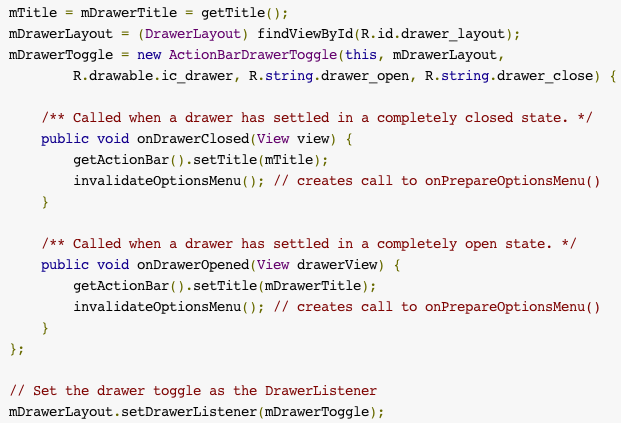 mTitle = mDrawerTitle = getTitle();
mDrawerLayout = (DrawerLayout) findViewById(R.id.drawer_layout);
mDrawerToggle = new ActionBarDrawerToggle(this, mDrawerLayout,
        R.drawable.ic_drawer, R.string.drawer_open, R.string.drawer_close) {

    /** Called when a drawer has settled in a completely closed state. */
    public void onDrawerClosed(View view) {
        getActionBar().setTitle(mTitle);
        invalidateOptionsMenu(); // creates call to onPrepareOptionsMenu()
    }

    /** Called when a drawer has settled in a completely open state. */
    public void onDrawerOpened(View drawerView) {
        getActionBar().setTitle(mDrawerTitle);
        invalidateOptionsMenu(); // creates call to onPrepareOptionsMenu()
    }
};

// Set the drawer toggle as the DrawerListener
mDrawerLayout.setDrawerListener(mDrawerToggle);